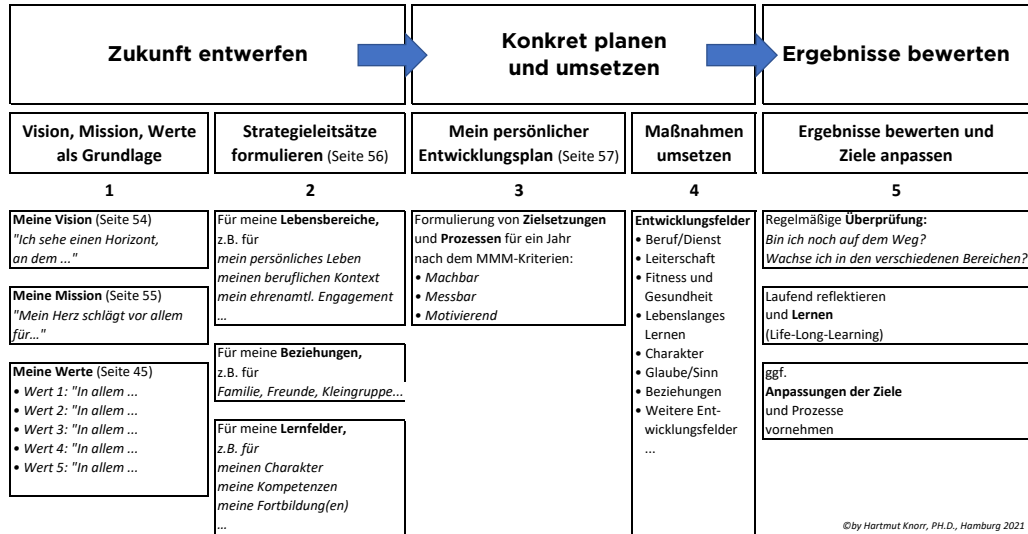 Zukunft entwerfen
Konkret planen
und umsetzen
Ergebnisse bewerten
Vision, Mission, Werte
als Grundlage
Strategieleitsätze
formulieren (Seite 56)
Mein persönlicher
Entwicklungsplan (Seite 57)
Maßnahmen
umsetzen
Ergebnisse bewerten und
Ziele anpassen
1
2
3
4
5
Meine Vision (Seite 54)
"Ich sehe einen Horizont,
an dem ..."
Meine Mission (Seite 55)
"Mein Herz schlägt vor allem
für..."
Meine Werte (Seite 45)
• Wert 1: "In allem ...
• Wert 2: "In allem ...
• Wert 3: "In allem ...
• Wert 4: "In allem ...
• Wert 5: "In allem ...
Für meine Lebensbereiche,
z.B. für
mein persönliches Leben
meinen beruflichen Kontext
mein ehrenamtl. Engagement
...
Für meine Beziehungen,
z.B. für
Familie, Freunde, Kleingruppe...
Für meine Lernfelder,
z.B. für
meinen Charakter
meine Kompetenzen
meine Fortbildung(en)
...
Formulierung von Zielsetzungen
und Prozessen für ein Jahr
nach dem MMM-Kriterien:
• Machbar
• Messbar
• Motivierend
Entwicklungsfelder
• Beruf/Dienst
• Leiterschaft
• Fitness und
Gesundheit
• Lebenslanges
Lernen
• Charakter
• Glaube/Sinn
• Beziehungen
• Weitere Ent-
wicklungsfelder
...
Regelmäßige Überprüfung:
Bin ich noch auf dem Weg?
Wachse ich in den verschiedenen Bereichen?
Laufend reflektieren
und Lernen
(Life-Long-Learning)
ggf.
Anpassungen der Ziele
und Prozesse
vornehmen
©by Hartmut Knorr, PH.D., Hamburg 2021